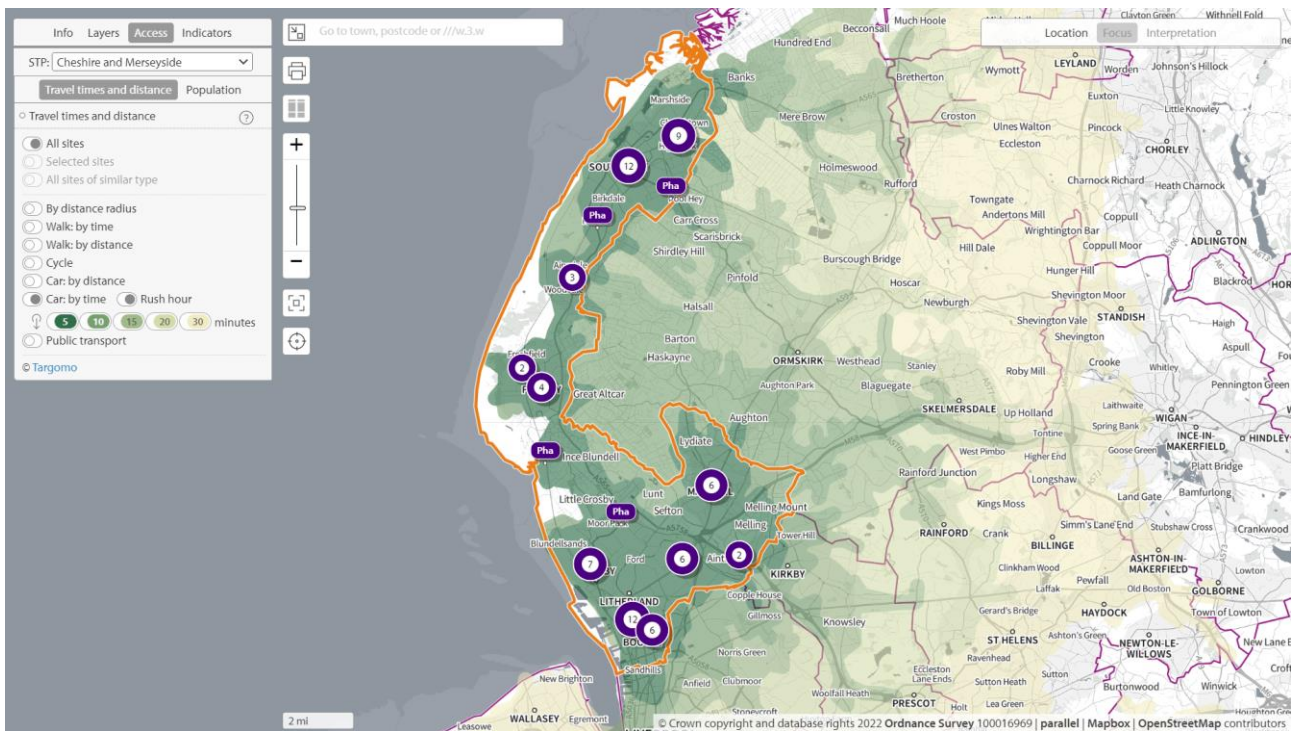 Info Layers Access Indicators
STP: Cheshire and Merseyside
Travel times and distance Population
Travel times and distance ?
All sites
Selected sites
All sites of similar type
By distance radius
Walk: by time
Walk: by distance
Cycle
Car: by distance
Car: by time Rush hour
5 10 15 20 30 minutes
Public transport
© Targomo
Go to town, postcode or ///w.3.w
+
−
2 mi
Location Focus Interpretation
Much Hoole
Clayton Green
Withnell Fold
Becconsall
Hundred End
LEYLAND
Worden
Johnson's Hillock
Bretherton
Wymott
Banks
Euxton
Marshside
Little Knowley
Mere Brow
Croston
Ulnes Walton
Pincock
Eccleston
9
CHORLEY
12
Holmeswood
Charnock Richard
Heath Charnock
Pha
Rufford
Birkdale
Towngate
Pha
Andertons Mill
Coppull
Carr Cross
Wrightington Bar
Scarisbrick
Coppull Moor
ADLINGTON
Shirdley Hill
Hill Dale
Burscough Bridge
Hunger Hill
3
Pinfold
Hoscar
Blackrod
Shevington Moor
Newburgh
Halsall
STANDISH
Shevington Vale
Haigh
Shevington
Barton
Aspull
ORMSKIRK
Westhead
Stanley
Crooke
Haskayne
Whitley
2
Roby Mill
4
Aughton Park
Blaguegate
Pennington Green
Great Altcar
SKELMERSDALE
Up Holland
Laithwaite
Aughton
WIGAN
Spring Bank
Tontine
INCE-IN-MAKERFIELD
HINDLEY
Lydiate
M58
Goose Green
West Pimbo
Higher End
Pha
Platt Bridge
Ince Blundell
Rainford Junction
Longshaw
6
Land Gate
Bamfurlong
Little Crosby
Lunt
Kings Moss
Melling Mount
Pha
Sefton
Simm's Lane End
Moor Park
Melling
Stubshaw Cross
Crankwood
RAINFORD
Crank
Tower Hill
BILLINGE
Blundellsands
ASHTON-IN-MAKERFIELD
7
Ford
6
2
Lowton
Clinkham Wood
Pewfall
KIRKBY
Laffak
Old Boston
GOLBORNE
Copple House
LITHERLAND
Gerard's Bridge
HAYDOCK
Town of Lowton
Gillmoss
12
Knowsley
6
ST HELENS
Ashton's Green
NEWTON-LE-WILLOWS
Norris Green
Ravenhead
Sandhills
Eccleston Lane Ends
Sutton
New Brighton
Anfield
Clubmoor
Sutton Heath
Burtonwood
Winwick
Woolfall Heath
PRESCOT
Holt
Lea Green
Stoneycroft
WALLASEY
Egremont
Leasowe
© Crown copyright and database rights 2022 Ordnance Survey 100016969 | parallel | Mapbox | OpenStreetMap contributors